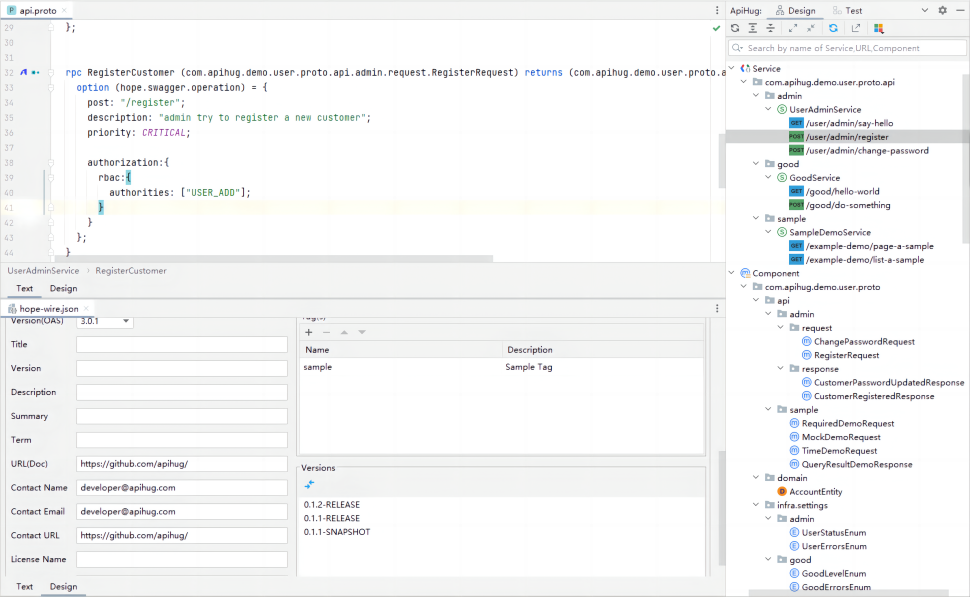 api.proto
29 };
30
31
32 rpc RegisterCustomer (com.apihug.demo.user.proto.api.admin.request.RegisterRequest) returns (com.apihug.demo.user.proto.a
33 option (hope.swagger.operation) = {
34 post: "/register";
35 description: "admin try to register a new customer";
36 priority: CRITICAL;
37
38 authorization:{
39 rbac:{
40 authorities: ["USER_ADD"];
41 }
42 }
43 };
44 }
UserAdminService > RegisterCustomer
Text Design
hope-wire.json
Version(OAS) 3.0.1
Title
Version
Description
Summary
Term
URL(Doc) https://github.com/apihug/
Contact Name developer@apihug.com
Contact Email developer@apihug.com
Contact URL https://github.com/apihug/
License Name
Name Description
sample Sample Tag
Versions
0.1.2-RELEASE
0.1.1-RELEASE
0.1.1-SNAPSHOT
Text Design
ApiHug: Design Test
Search by name of Service,URL,Component
Service
com.apihug.demo.user.proto.api
admin
UserAdminService
GET /user/admin/say-hello
POST /user/admin/register
POST /user/admin/change-password
good
GoodService
GET /good/hello-world
POST /good/do-something
sample
SampleDemoService
GET /example-demo/page-a-sample
GET /example-demo/list-a-sample
Component
com.apihug.demo.user.proto
api
admin
request
ChangePasswordRequest
RegisterRequest
response
CustomerPasswordUpdatedResponse
CustomerRegisteredResponse
sample
RequiredDemoRequest
MockDemoRequest
TimeDemoRequest
QueryResultDemoResponse
domain
AccountEntity
infra.settings
admin
UserStatusEnum
UserErrorsEnum
good
GoodLevelEnum
GoodErrorsEnum